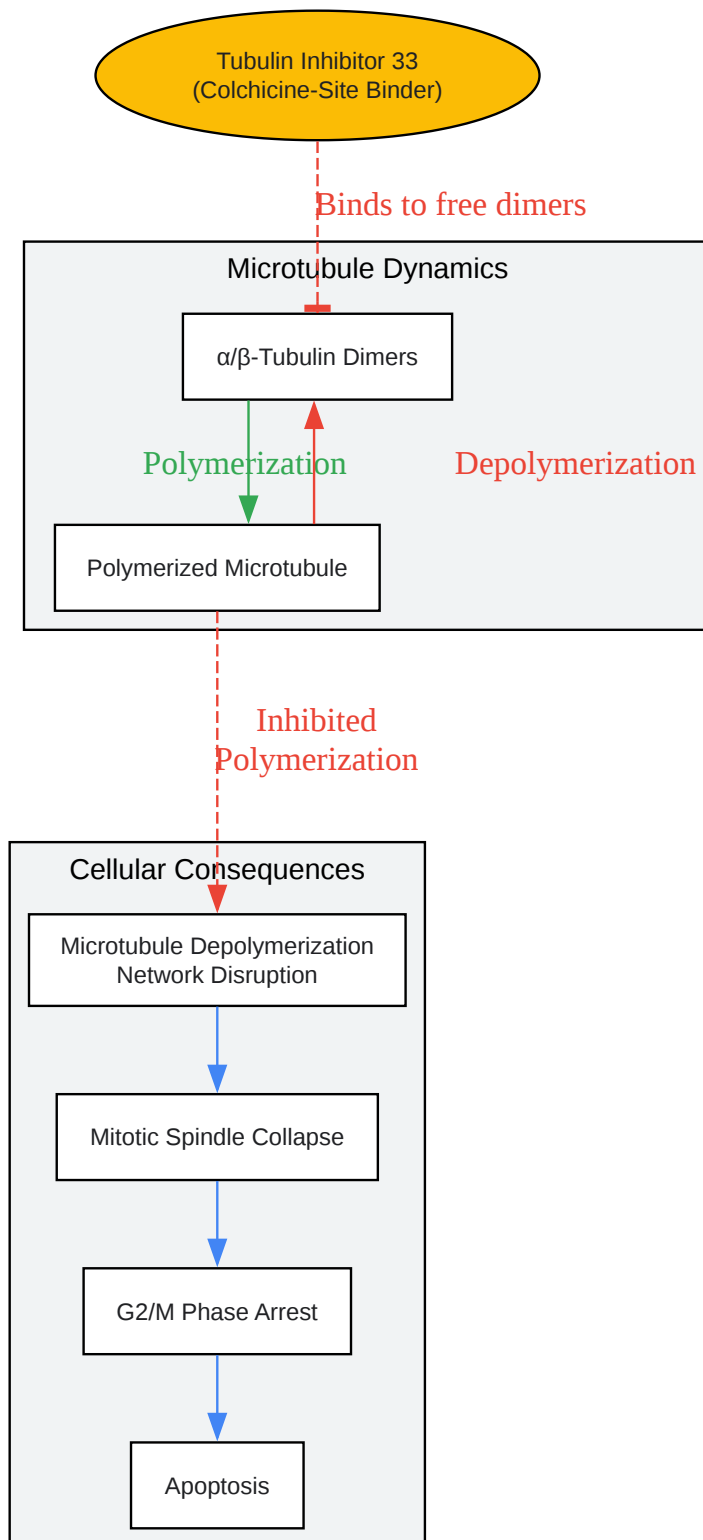 Tubulin Inhibitor 33
(Colchicine-Site Binder)
Binds to free dimers
Microtubule Dynamics
α/β-Tubulin Dimers
Polymerization
Depolymerization
Polymerized Microtubule
Inhibited
Polymerization
Cellular Consequences
Microtubule Depolymerization
Network Disruption
Mitotic Spindle Collapse
G2/M Phase Arrest
Apoptosis